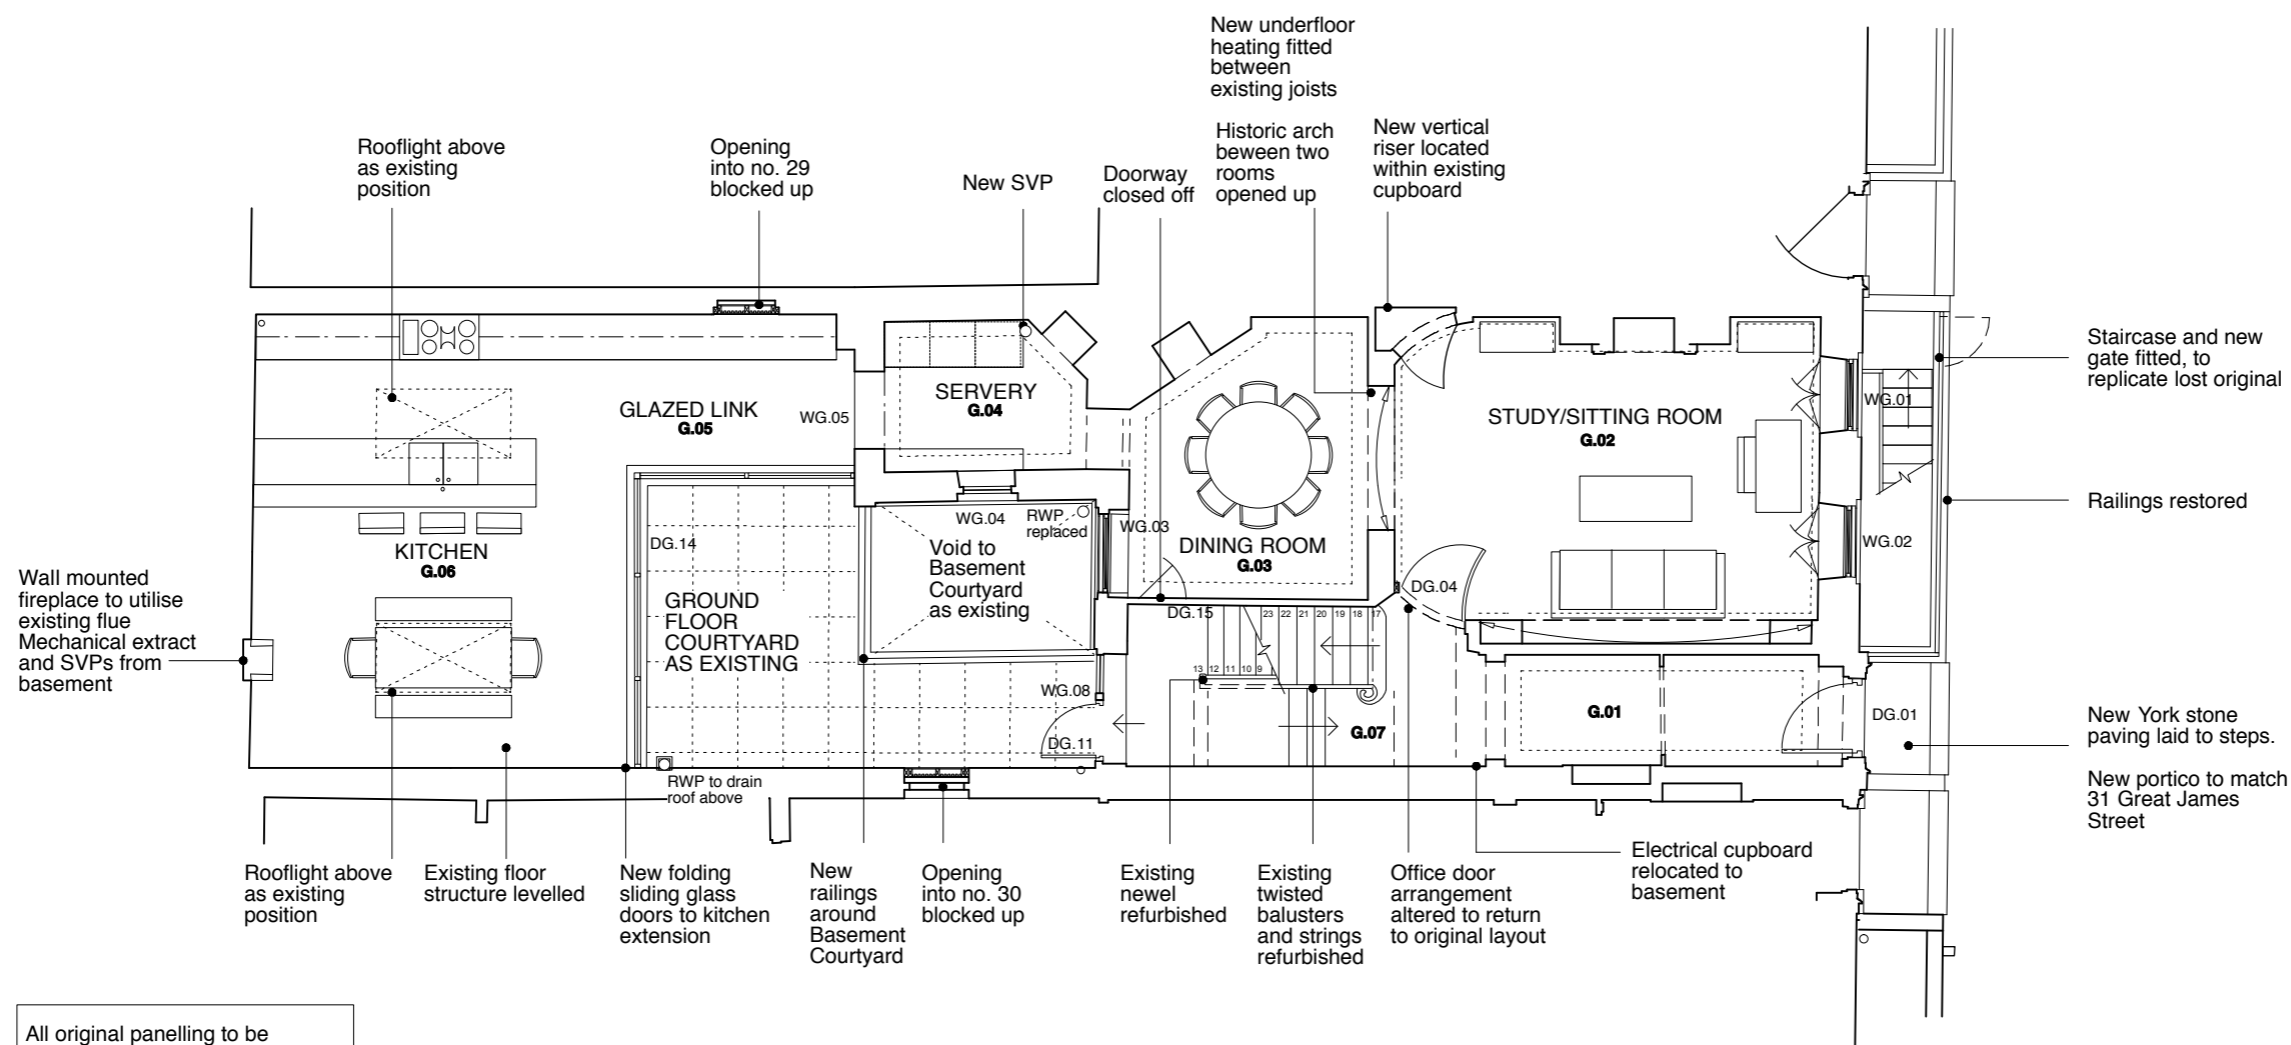 New underfloor
heating fitted
between
existing joists
Rooflight above
as existing
position
Opening
into no. 29
blocked up
New SVP
Doorway
closed off
Historic arch
beween two
rooms
opened up
New vertical
riser located
within existing
cupboard
Staircase and new
gate fitted, to
replicate lost original
Railings restored
New York stone
paving laid to steps.
New portico to match
31 Great James
Street
Wall mounted
fireplace to utilise
existing flue
Mechanical extract
and SVPs from
basement
GLAZED LINK
G.05
WG.05
SERVERY
G.04
STUDY/SITTING ROOM
G.02
WG.01
WG.02
KITCHEN
G.06
DG.14
GROUND
FLOOR
COURTYARD
AS EXISTING
WG.04
RWP
replaced
Void to
Basement
Courtyard
as existing
WG.03
DINING ROOM
G.03
DG.04
DG.15
23 22 21 20 19 18 17
13 12 11 10 9
WG.08
DG.11
G.07
G.01
DG.01
RWP to drain
roof above
Rooflight above
as existing
position
Existing floor
structure levelled
New folding
sliding glass
doors to kitchen
extension
New
railings
around
Basement
Courtyard
Opening
into no. 30
blocked up
Existing
newel
refurbished
Existing
twisted
balusters
and strings
refurbished
Office door
arrangement
altered to return
to original layout
Electrical cupboard
relocated to
basement
All original panelling to be